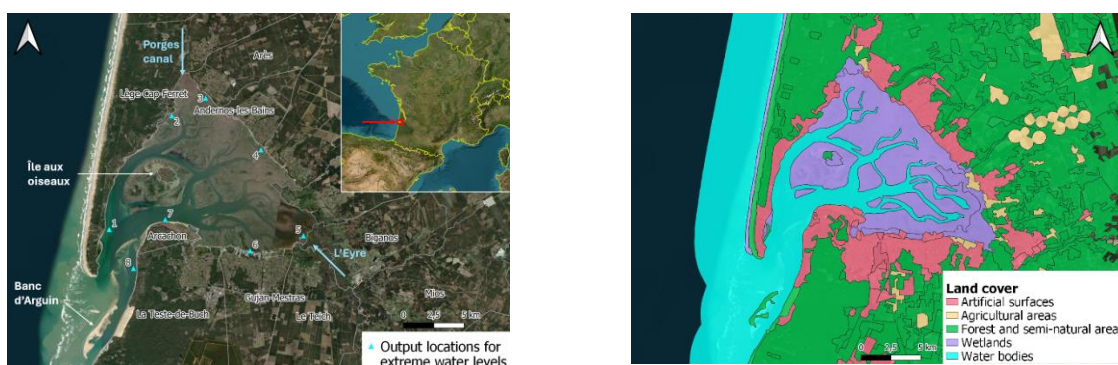 Porges
canal
Arès
Lège-Cap-Ferret
3
Andernos-les Bains
2
4
Île aux
oiseaux
1
7
5
Arcachon
6
Biganos
L'Eyre
8
Banc
d'Arguin
Gujan-Mestras
Mios
La Teste-de-Buch
Le Teich
0 2,5 5 km
Output locations for
extreme water levels
Land cover
Artificial surfaces
Agricultural areas
Forest and semi-natural area
Wetlands
Water bodies
0 2,5 5 km